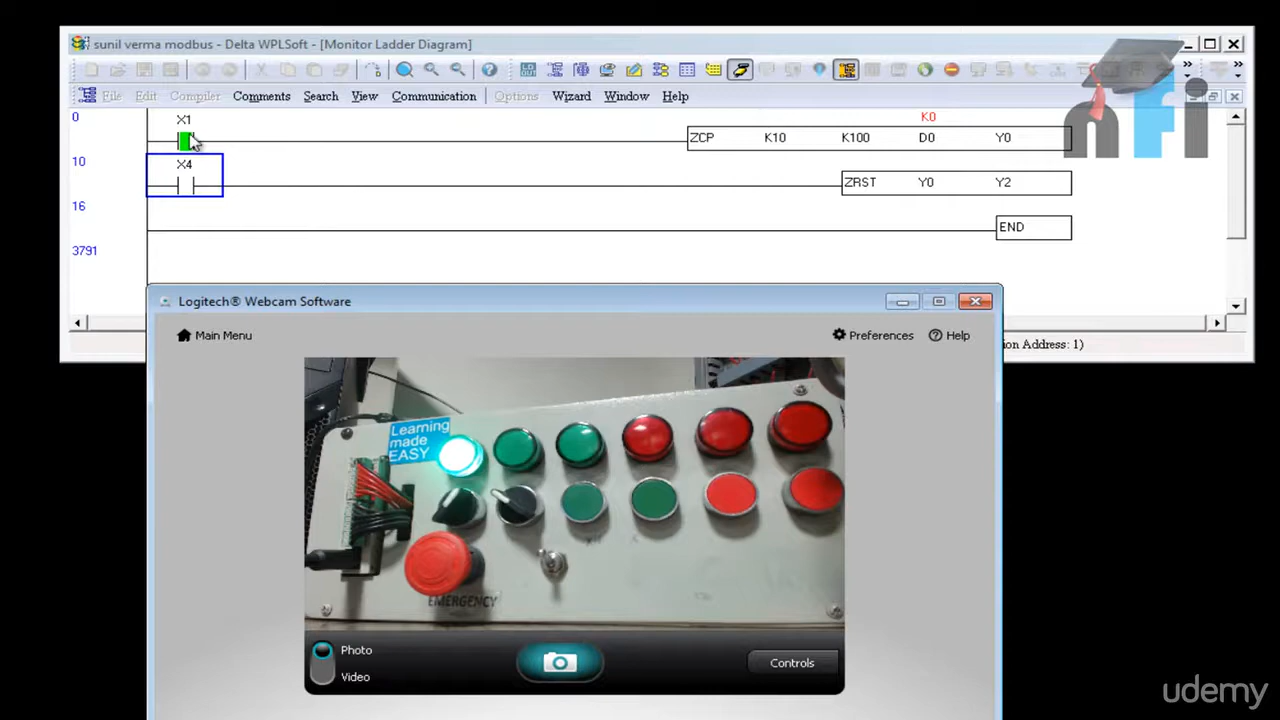 sunil verma modbus - Delta WPLSoft - [Monitor Ladder Diagram]
File Edit Compiler Comments Search View Communication Options Wizard Window Help
0 X1 K0
ZCP K10 K100 D0 Y0
10 X4
ZRST Y0 Y2
16
END
3791
Logitech® Webcam Software
Main Menu Preferences Help
ion Address: 1)
Learning
made
EASY
EMERGENCY
Photo
Video
Controls
nfi
udemy